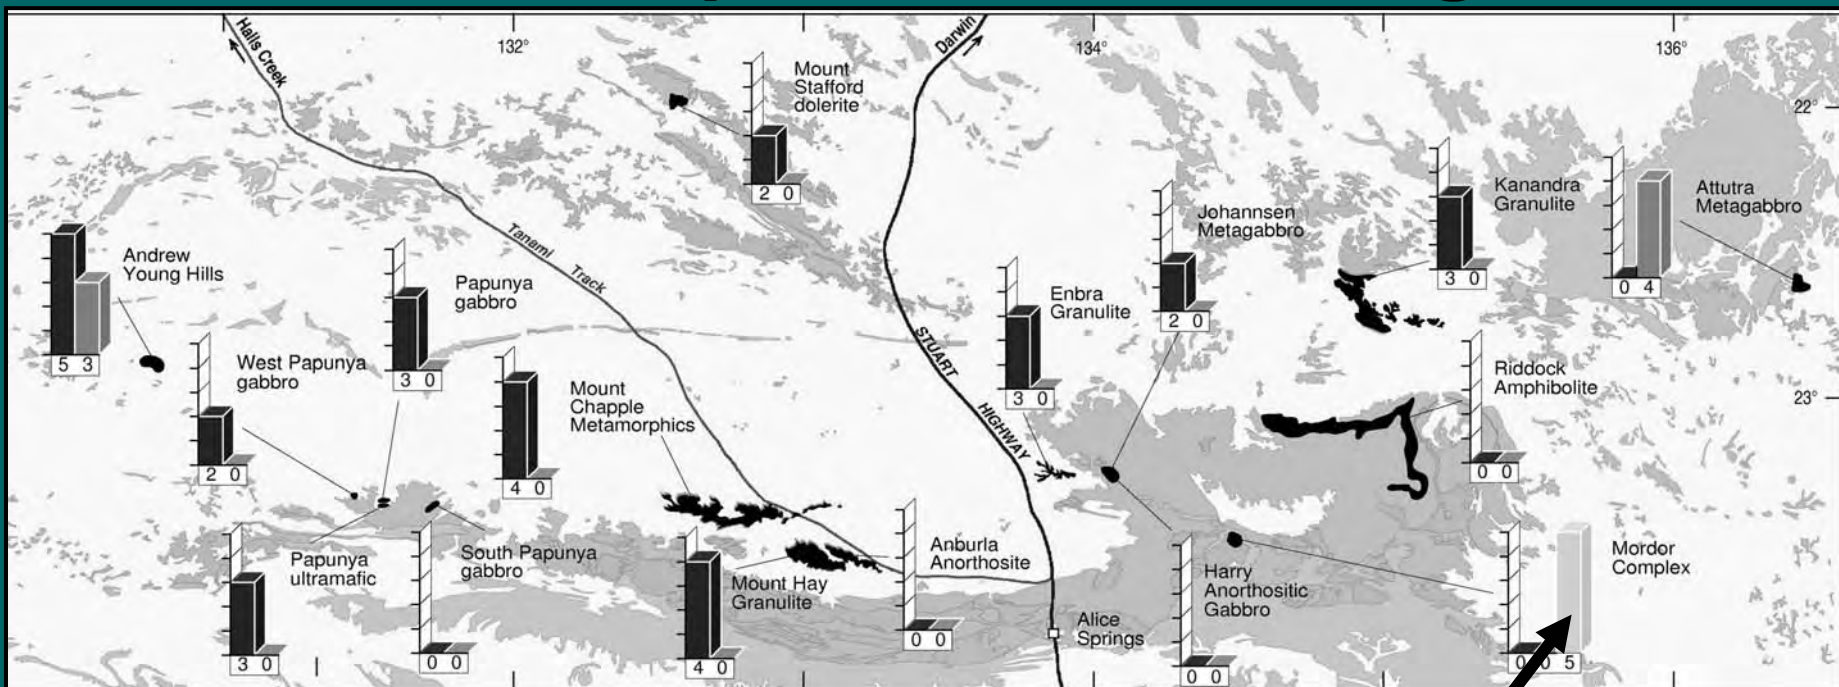 Halls Creek
132°
Darwin
134°
136°
Mount
Stafford
dolerite
22°
2 0
Kanandra
Granulite
3 0
Attutra
Metagabbro
0 4
Johannsen
Metagabbro
2 0
Andrew
Young Hills
5 3
Tanami Track
Papunya
gabbro
3 0
Enbra
Granulite
3 0
STUART HIGHWAY
West Papunya
gabbro
2 0
Mount
Chapple
Metamorphics
4 0
Riddock
Amphibolite
0 0
23°
Papunya
ultramafic
3 0
South Papunya
gabbro
0 0
Mount Hay
Granulite
4 0
Anburla
Anorthosite
0 0
Alice
Springs
Harry
Anorthositic
Gabbro
0 0
Mordor
Complex
0 0 5